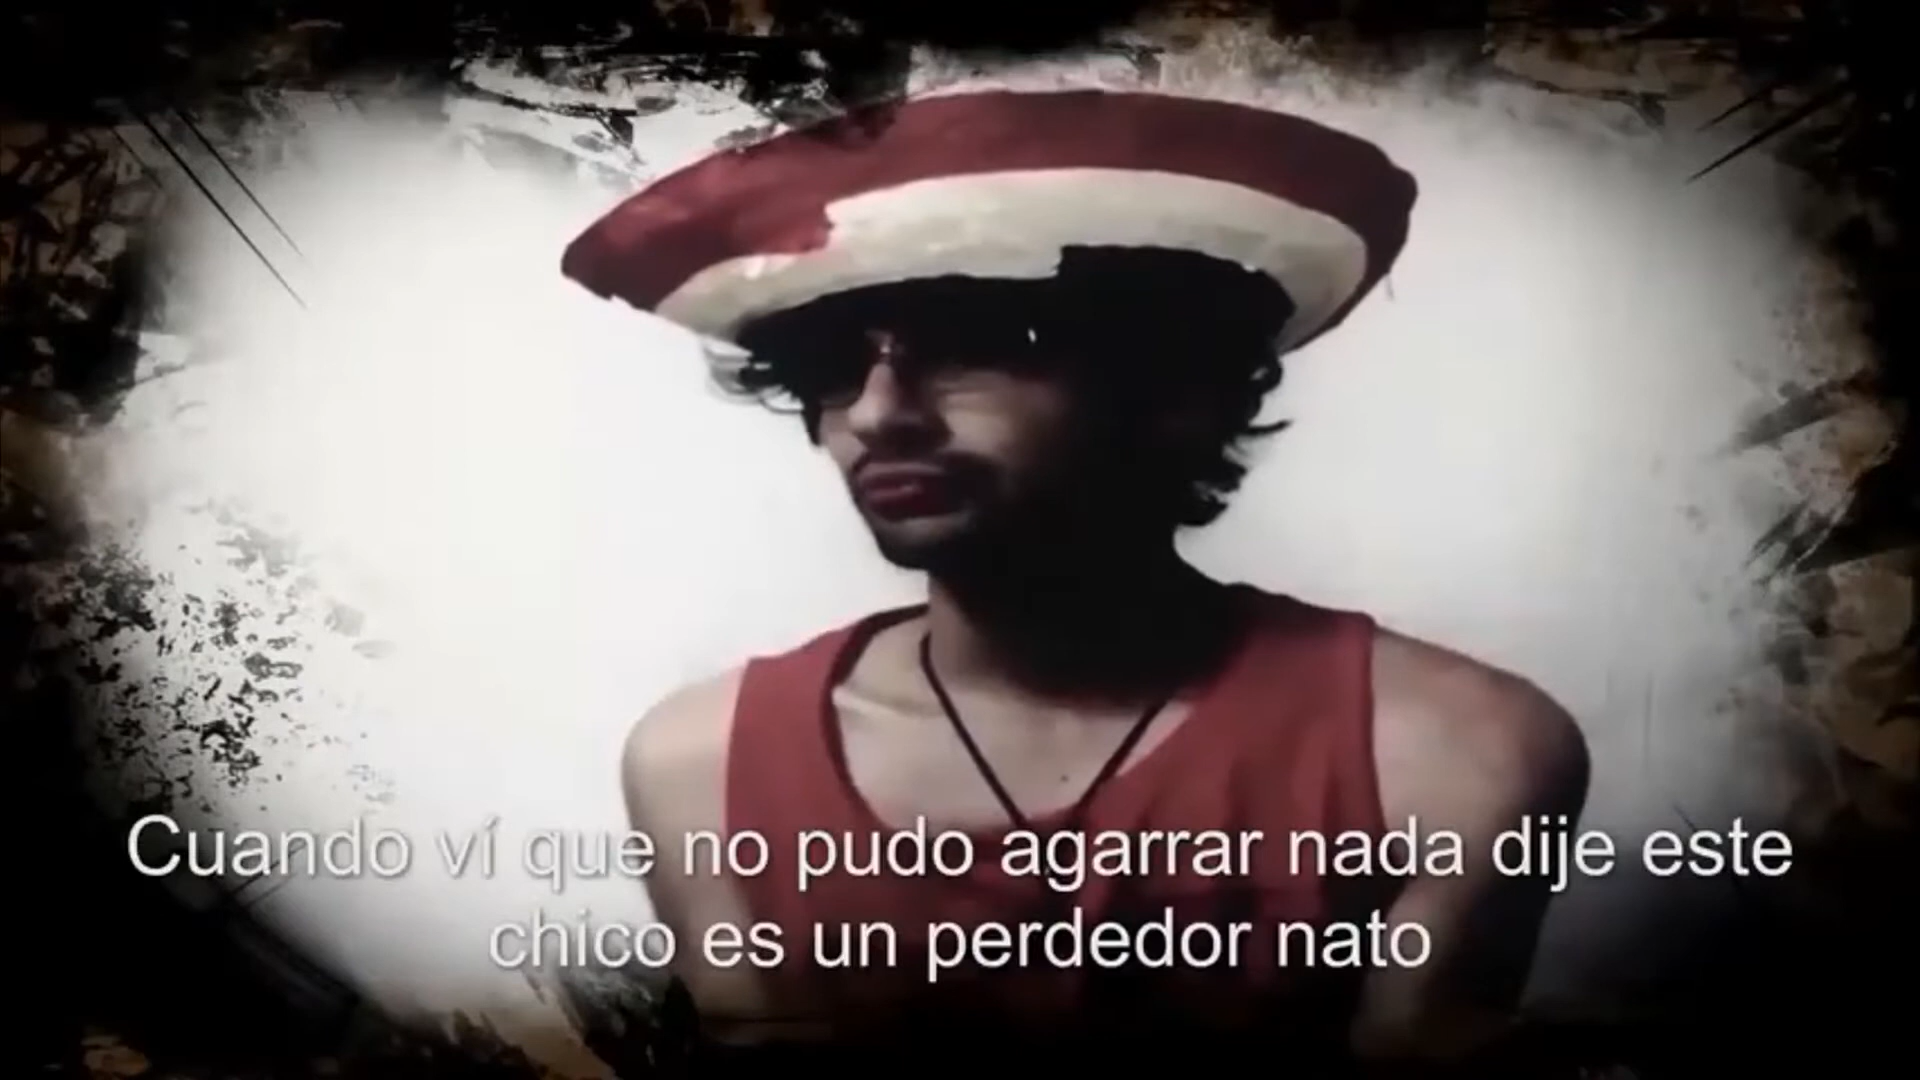 Cuando ví que no pudo agarrar nada dije este
chico es un perdedor nato